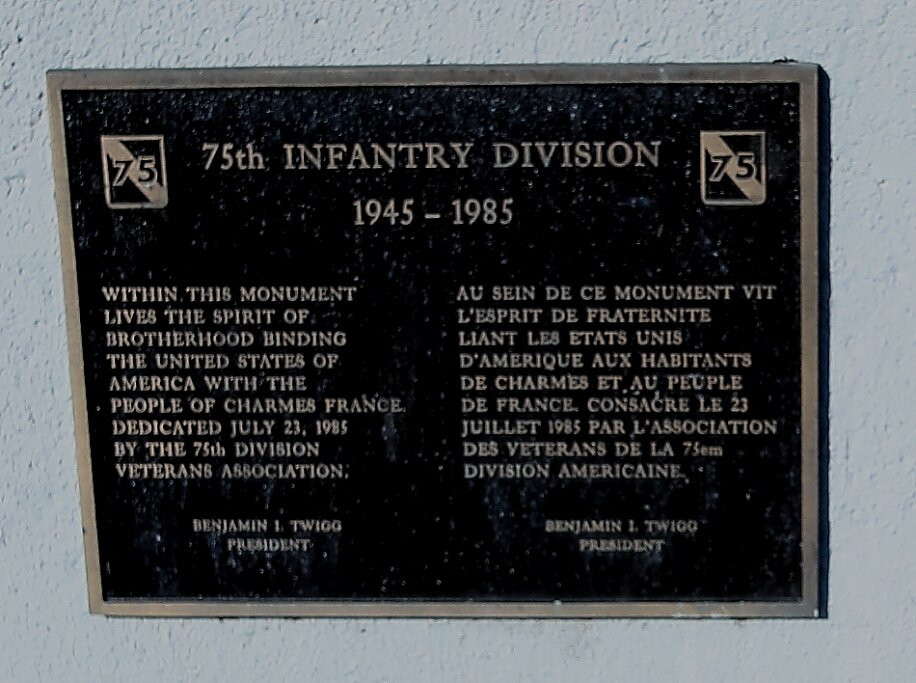 75 75th INFANTRY DIVISION 75
1945 – 1985
WITHIN THIS MONUMENT
LIVES THE SPIRIT OF
BROTHERHOOD BINDING
THE UNITED STATES OF
AMERICA WITH THE
PEOPLE OF CHARMES FRANCE.
DEDICATED JULY 23, 1985
BY THE 75th DIVISION
VETERANS ASSOCIATION.
BENJAMIN I. TWIGG
PRESIDENT
AU SEIN DE CE MONUMENT VIT
L'ESPRIT DE FRATERNITE
LIANT LES ETATS UNIS
D'AMERIQUE AUX HABITANTS
DE CHARMES ET AU PEUPLE
DE FRANCE. CONSACRE LE 23
JUILLET 1985 PAR L'ASSOCIATION
DES VETERANS DE LA 75em
DIVISION AMERICAINE.
BENJAMIN I. TWIGG
PRESIDENT